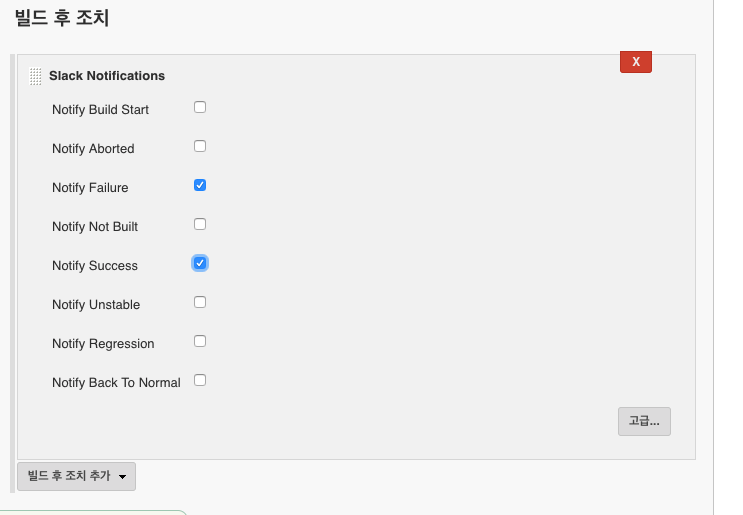 빌드 후 조치
X
Slack Notifications
Notify Build Start
Notify Aborted
Notify Failure
Notify Not Built
Notify Success
Notify Unstable
Notify Regression
Notify Back To Normal
고급...
빌드 후 조치 추가